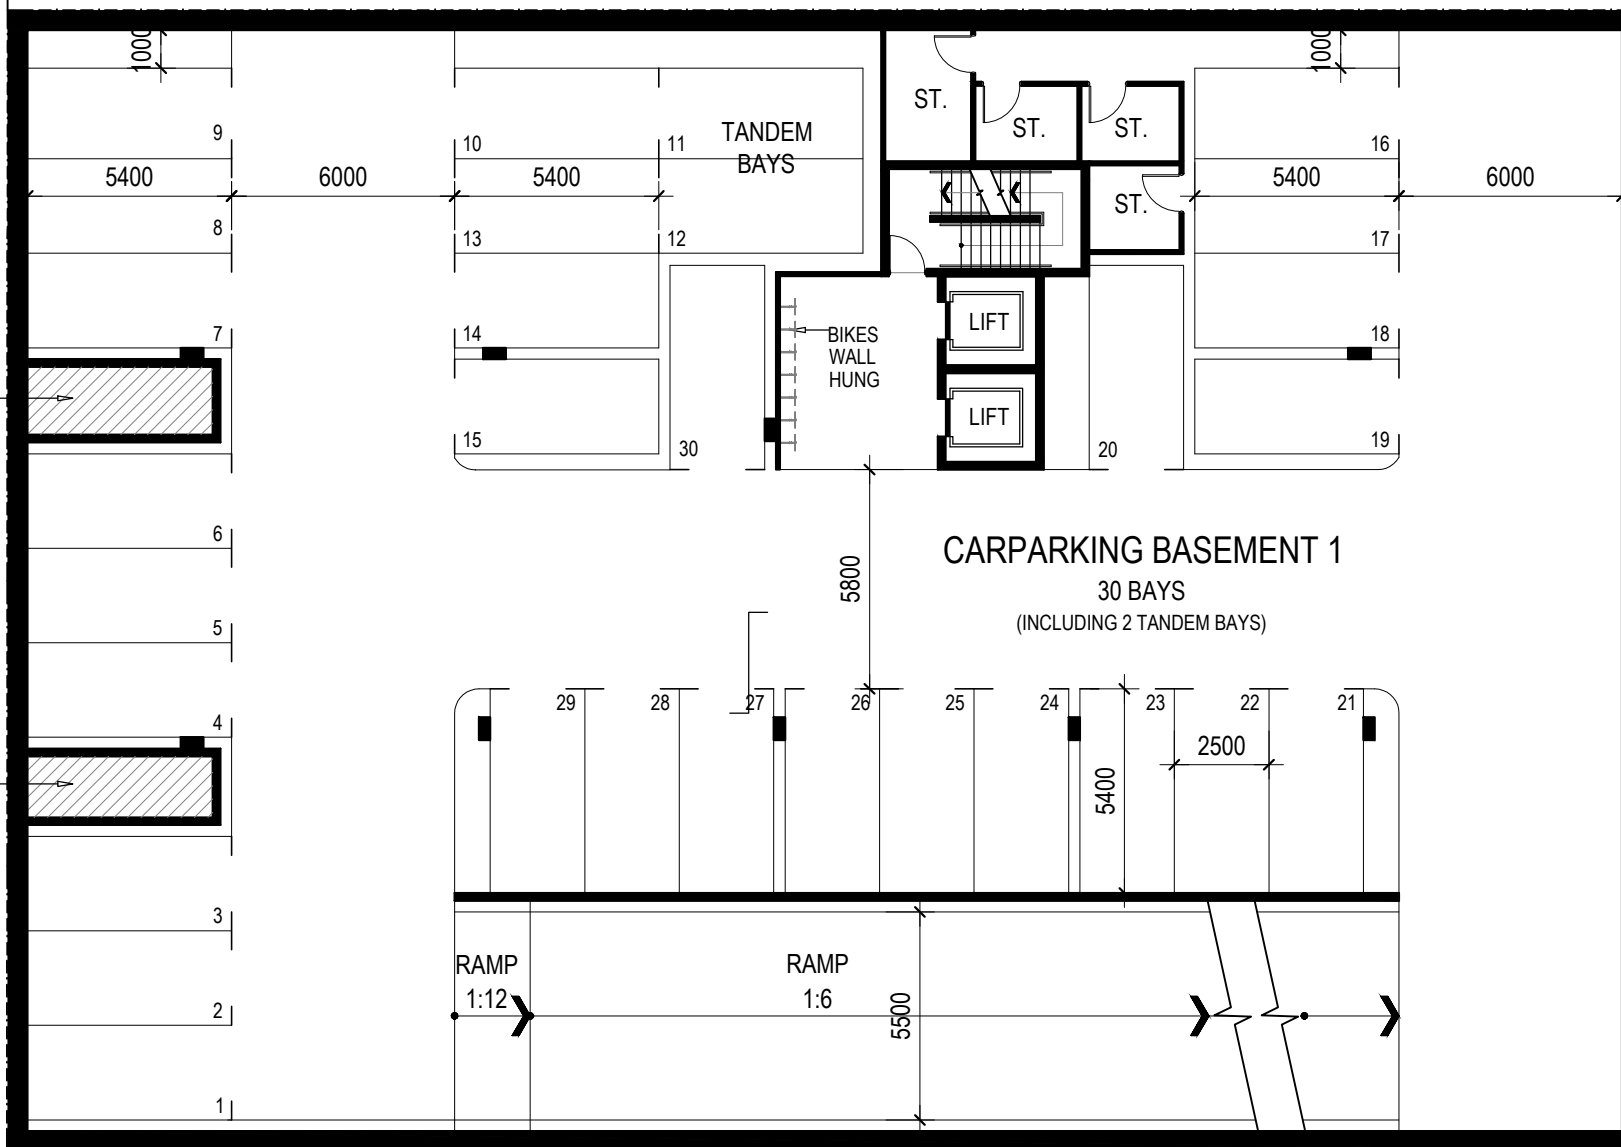 1000
1000
ST.
ST.
ST.
ST.
9
10
11
TANDEM
BAYS
16
5400
6000
5400
5400
6000
8
13
12
17
7
14
18
LIFT
BIKES
WALL
HUNG
LIFT
15
30
20
19
6
5800
CARPARKING BASEMENT 1
30 BAYS
(INCLUDING 2 TANDEM BAYS)
5
4
29
28
27
26
25
24
23
22
21
2500
5400
3
RAMP
1:12
RAMP
1:6
5500
2
1